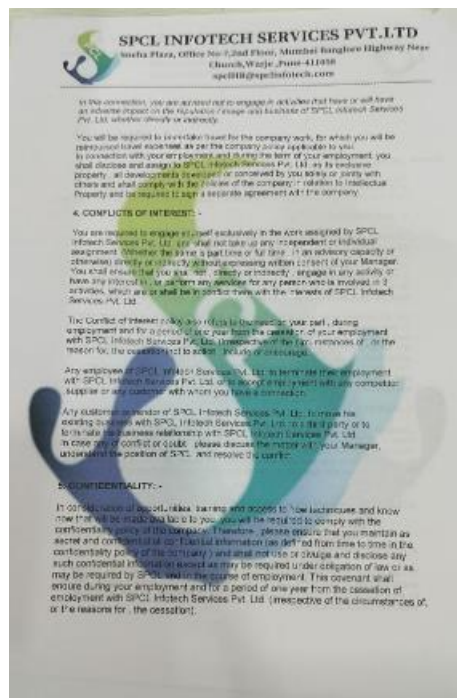 SPCL INFOTECH SERVICES PVT.LTD
Sneha Plaza, Office No-7,2nd Floor, Mumbai-Banglore Highway Near
Church,Warje ,Pune-411058
In this connection, you are advised not to engage in activities that have or will have
an adverse impact on the reputation / image and business of SPCL Infotech Services
Pvt. Ltd. whether directly or indirectly.
You will be required to undertake travel for the company work, for which you will be
reimbursed travel expenses as per the company policy applicable to you.
In connection with your employment and during the term of your employment, you
shall disclose and assign to SPCL Infotech Services Pvt. Ltd. as its exclusive
property , all developments developed or conceived by you solely or jointly with
others and shall comply with the policies of the company in relation to Intellectual
Property and be required to sign a separate agreement with the company.
4. CONFLICTS OF INTEREST: -
You are required to engage yourself exclusively in the work assigned by SPCL
Infotech Services Pvt. Ltd. and shall not take up any independent or individual
assignment (Whether the same is part time or full time , in an advisory capacity or
otherwise) directly or indirectly without expressing written consent of your Manager.
You shall ensure that you shall not , directly or indirectly , engage in any activity or
have any interest in , or perform any services for any person who is involved in
activities, which are or shall be in conflict there with the interests of SPCL Infotech
Services Pvt. Ltd.
The Conflict of interest policy also refers to the need on your part , during
employment and for a period of one year from the cessation of your employment
with SPCL Infotech Services Pvt. Ltd. (Irrespective of the circumstances of , or the
reason for, the cessation) not to action , include or encourage.
Any employee of SPCL Infotech Services Pvt. Ltd. to terminate their employment
with SPCL Infotech Services Pvt. Ltd. or to accept employment with any competitor,
supplier or any customer with whom you have a connection.
Any customer or vendor of SPCL Infotech Services Pvt. Ltd. to move his
existing business with SPCL Infotech Services Pvt. Ltd. to a third party or to
terminate his business relationship with SPCL Infotech Services Pvt. Ltd.
In case any of conflict or doubt , please discuss the matter with your Manager,
understand the position of SPCL and resolve the conflict.
5. CONFIDENTIALITY: -
In consideration of opportunities, training and access to new techniques and know
how that will be made available to you, you will be required to comply with the
confidentiality policy of the company. Therefore , please ensure that you maintain as
secret and confidential all confidential information (as defined from time to time in the
confidentiality policy of the company ) and shall not use or divulge and disclose any
such confidential information except as may be required under obligation of law or as
may be required by SPCL and in the course of employment. This covenant shall
endure during your employment and for a period of one year from the cessation of
employment with SPCL Infotech Services Pvt. Ltd. (irrespective of the circumstances of,
or the reasons for , the cessation).